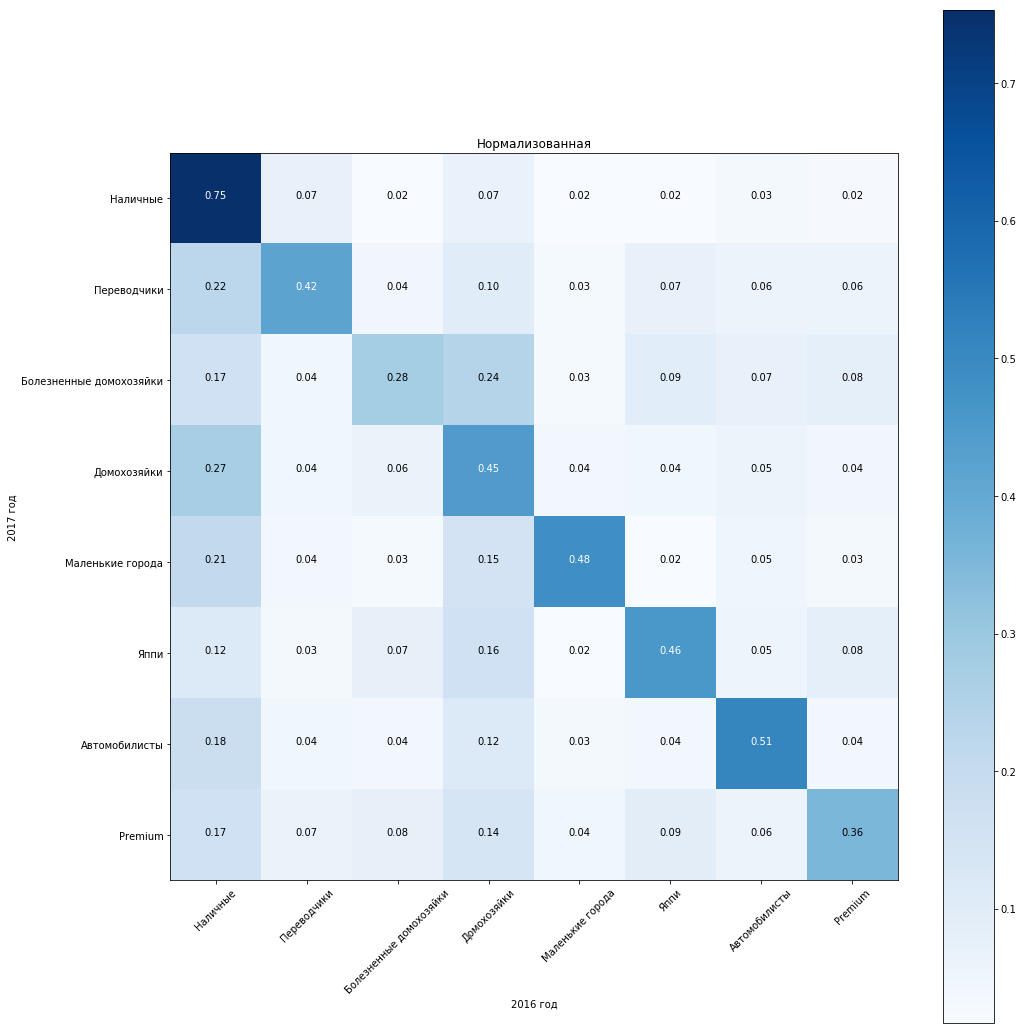 Нормализованная
Наличные 0.75 0.07 0.02 0.07 0.02 0.02 0.03 0.02
Переводчики 0.22 0.42 0.04 0.10 0.03 0.07 0.06 0.06
Болезненные домохозяйки 0.17 0.04 0.28 0.24 0.03 0.09 0.07 0.08
Домохозяйки 0.27 0.04 0.06 0.45 0.04 0.04 0.05 0.04
Маленькие города 0.21 0.04 0.03 0.15 0.48 0.02 0.05 0.03
Яппи 0.12 0.03 0.07 0.16 0.02 0.46 0.05 0.08
Автомобилисты 0.18 0.04 0.04 0.12 0.03 0.04 0.51 0.04
Premium 0.17 0.07 0.08 0.14 0.04 0.09 0.06 0.36
2017 год
Наличные
Переводчики
Болезненные домохозяйки
Домохозяйки
Маленькие города
Яппи
Автомобилисты
Premium
2016 год
0.7
0.6
0.5
0.4
0.3
0.2
0.1